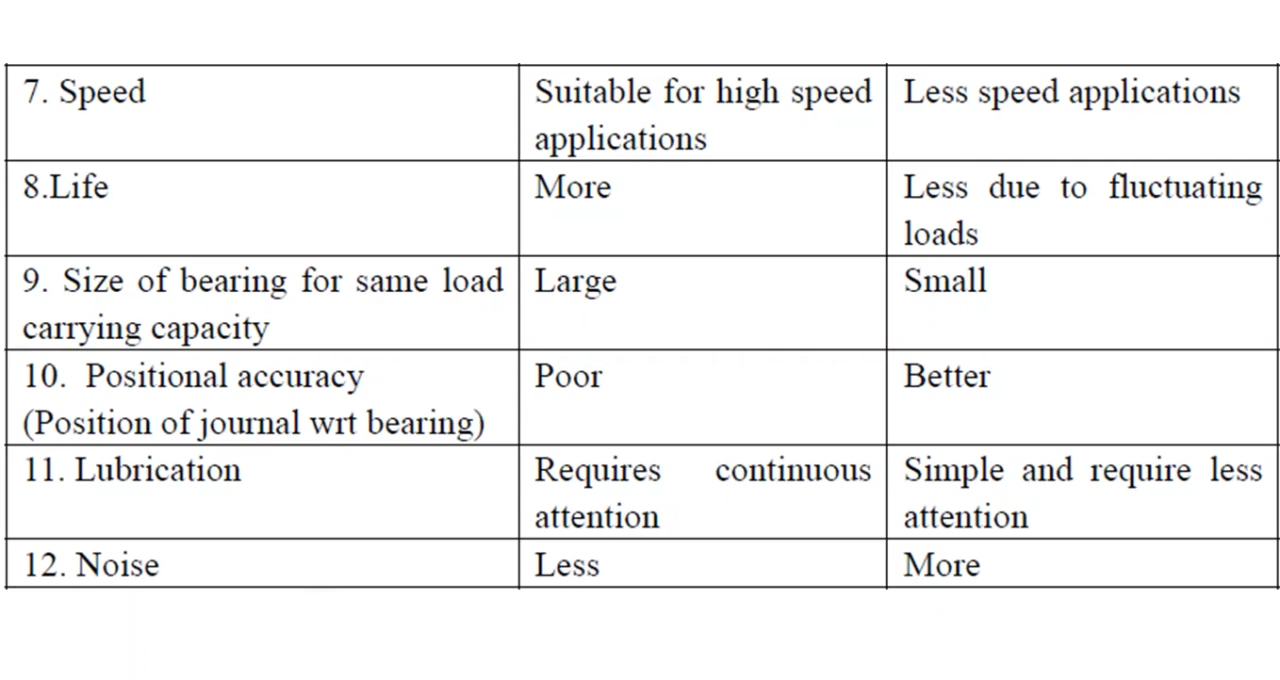 7. Speed
Suitable for high speed
applications
Less speed applications
8.Life
More
Less due to fluctuating
loads
9. Size of bearing for same load
carrying capacity
Large
Small
10. Positional accuracy
(Position of journal wrt bearing)
Poor
Better
11. Lubrication
Requires continuous
attention
Simple and require less
attention
12. Noise
Less
More